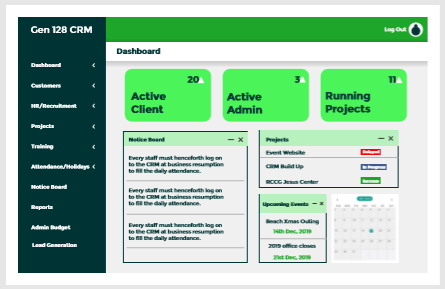 Gen 128 CRM
Log Out
Dashboard
Dashboard
Customers
HR/Recruitment
Projects
Training
Attendance/Holidays
Notice Board
Reports
Admin Budget
Lead Generation
20
Active
Client
3
Active
Admin
11
Running
Projects
Notice Board
Every staff must henceforth log on
to the CRM at business resumption
to fill the daily attendance.
Every staff must henceforth log on
to the CRM at business resumption
to fill the daily attendance.
Every staff must henceforth log on
to the CRM at business resumption
to fill the daily attendance.
Projects
Event Website
Delayed
CRM Build Up
In Progress
RCCG Jesus Center
Upcoming Events
Beach Xmas Outing
14th Dec, 2019
2019 office closes
21st Dec, 2019